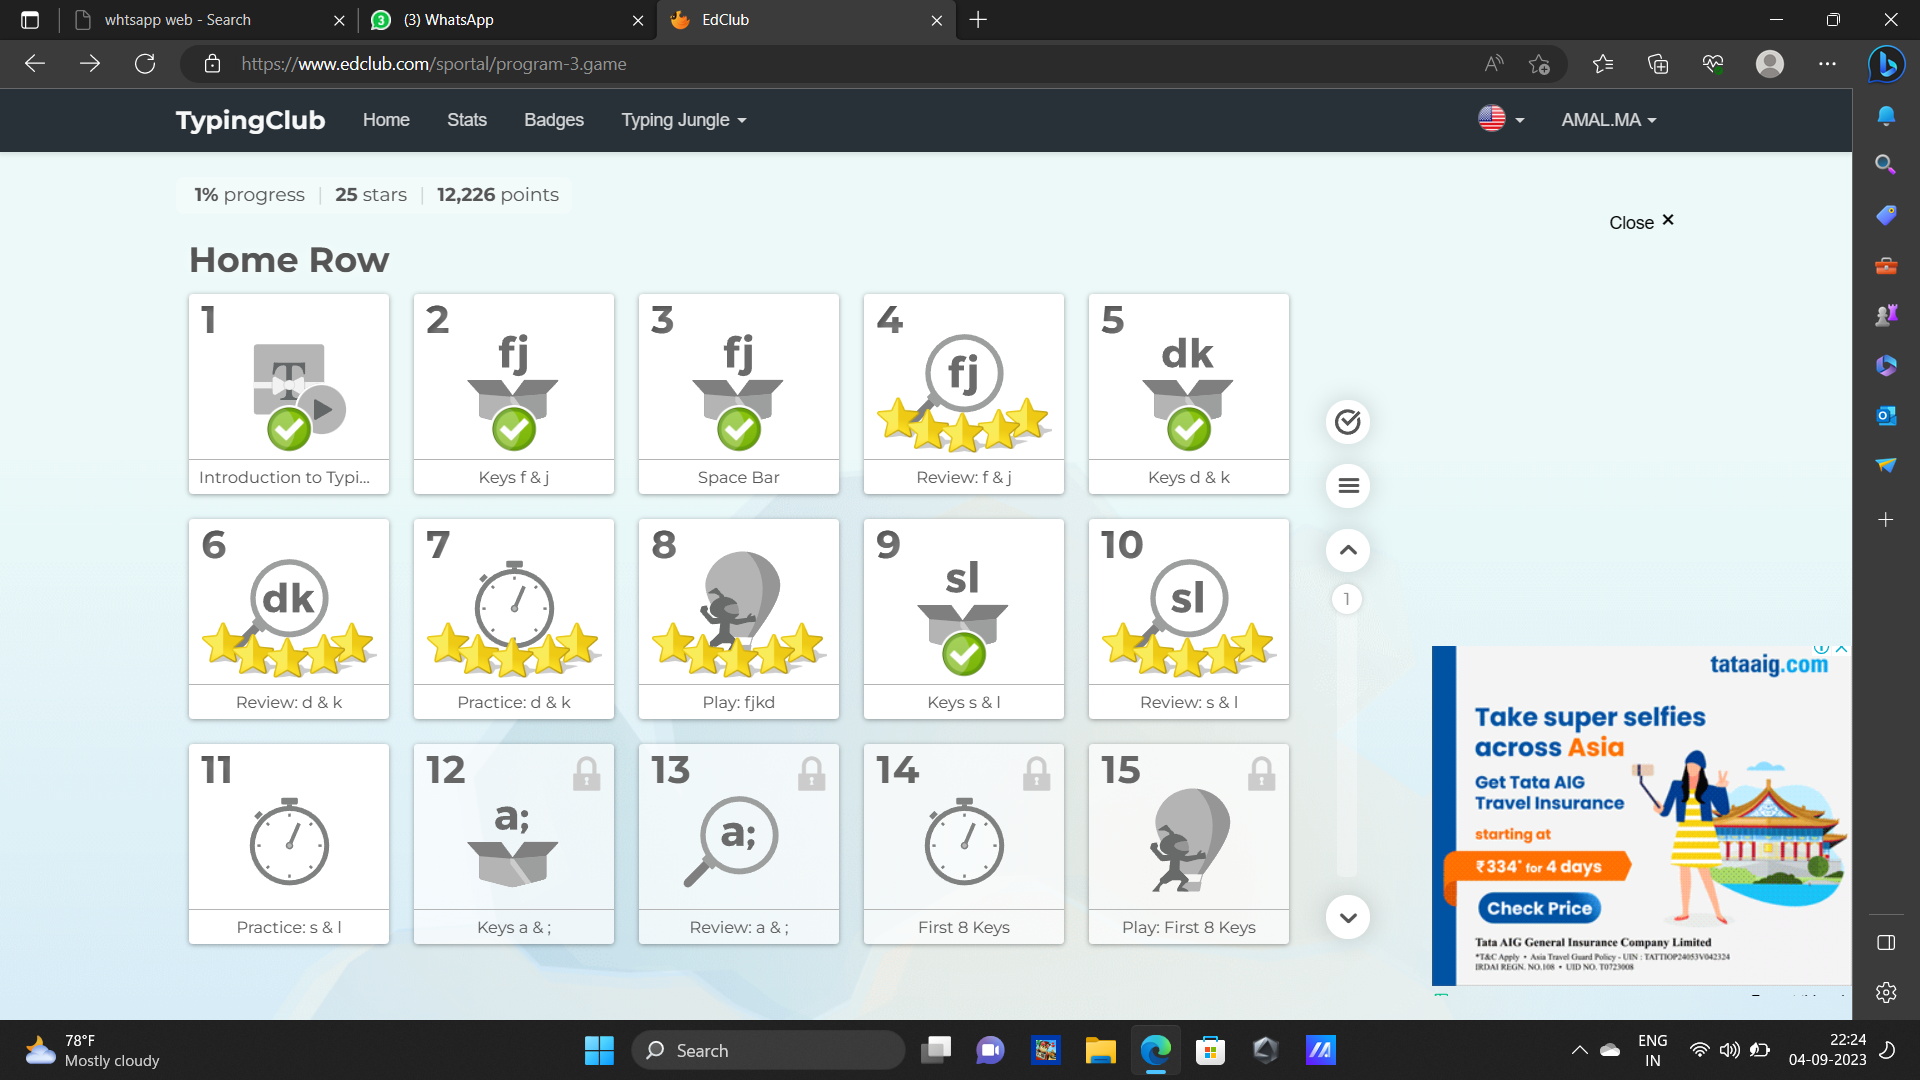 whtsapp web - Search
(3) WhatsApp
EdClub
https://www.edclub.com/sportal/program-3.game
TypingClub
Home
Stats
Badges
Typing Jungle
AMAL.MA
1% progress
25 stars
12,226 points
Close ×
Home Row
1
Introduction to Typi...
2
fj
Keys f & j
3
fj
Space Bar
4
fj
Review: f & j
5
dk
Keys d & k
6
dk
Review: d & k
7
Practice: d & k
8
Play: fjkd
9
sl
Keys s & l
10
sl
Review: s & l
11
Practice: s & l
12
a;
Keys a & ;
13
a;
Review: a & ;
14
First 8 Keys
15
Play: First 8 Keys
1
tataaig.com
Take super selfies
across Asia
Get Tata AIG
Travel Insurance
starting at
₹334* for 4 days
Check Price
Tata AIG General Insurance Company Limited
*T&C Apply • Asia Travel Guard Policy - UIN : TATTIOP24053V042324
IRDAI REGN. NO.108 • UID NO. T0723008
78°F
Mostly cloudy
Search
ENG
IN
22:24
04-09-2023